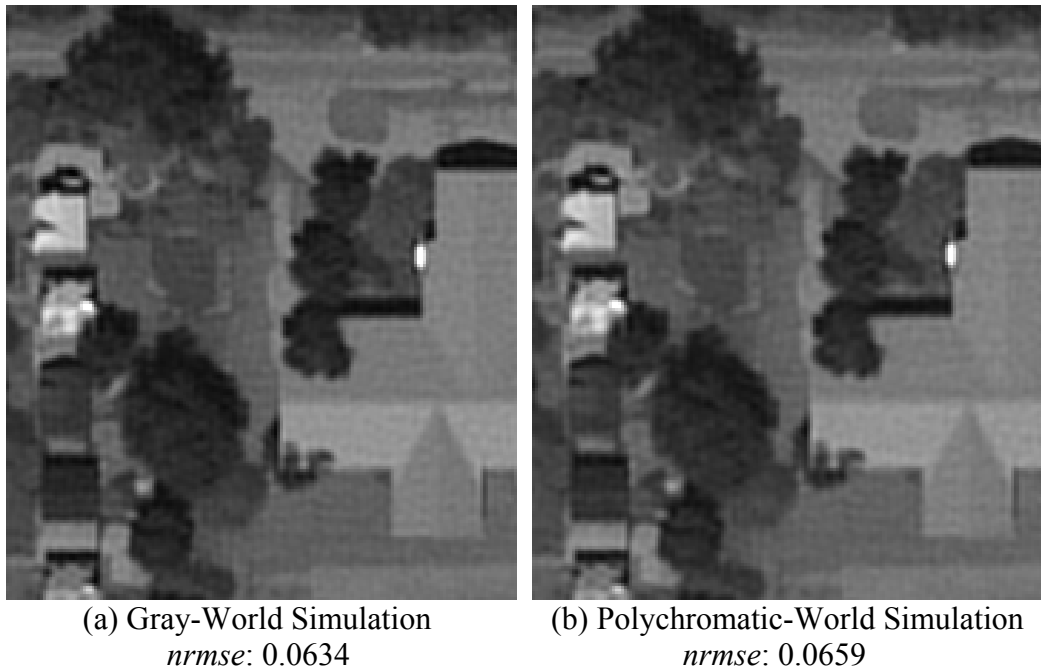 (a) Gray-World Simulation
nrmse: 0.0634
(b) Polychromatic-World Simulation
nrmse: 0.0659